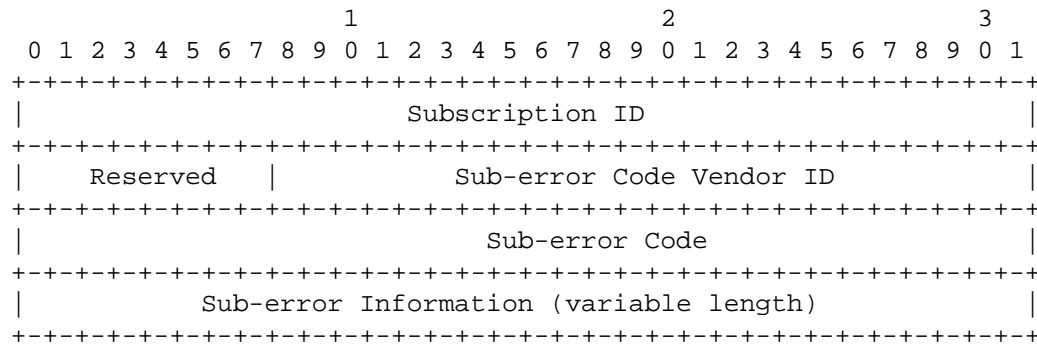 1                   2                   3
 0 1 2 3 4 5 6 7 8 9 0 1 2 3 4 5 6 7 8 9 0 1 2 3 4 5 6 7 8 9 0 1
+-+-+-+-+-+-+-+-+-+-+-+-+-+-+-+-+-+-+-+-+-+-+-+-+-+-+-+-+-+-+-+-+
|                        Subscription ID                        |
+-+-+-+-+-+-+-+-+-+-+-+-+-+-+-+-+-+-+-+-+-+-+-+-+-+-+-+-+-+-+-+-+
|    Reserved   |           Sub-error Code Vendor ID            |
+-+-+-+-+-+-+-+-+-+-+-+-+-+-+-+-+-+-+-+-+-+-+-+-+-+-+-+-+-+-+-+-+
|                             Sub-error Code                    |
+-+-+-+-+-+-+-+-+-+-+-+-+-+-+-+-+-+-+-+-+-+-+-+-+-+-+-+-+-+-+-+-+
|           Sub-error Information (variable length)             |
+-+-+-+-+-+-+-+-+-+-+-+-+-+-+-+-+-+-+-+-+-+-+-+-+-+-+-+-+-+-+-+-+